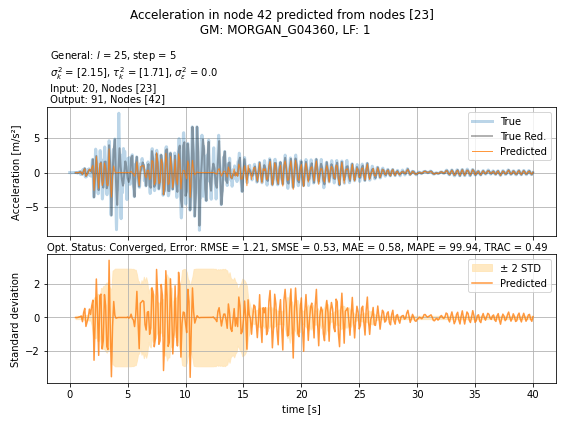 Acceleration in node 42 predicted from nodes [23]
GM: MORGAN_G04360, LF: 1
General: l = 25, step = 5
σ²ₖ = [2.15], τ²ₖ = [1.71], σ²ε = 0.0
Input: 20, Nodes [23]
Output: 91, Nodes [42]
Acceleration [m/s²]
5
0
−5
True
True Red.
Predicted
Opt. Status: Converged, Error: RMSE = 1.21, SMSE = 0.53, MAE = 0.58, MAPE = 99.94, TRAC = 0.49
Standard deviation
2
0
−2
± 2 STD
Predicted
0 5 10 15 20 25 30 35 40
time [s]